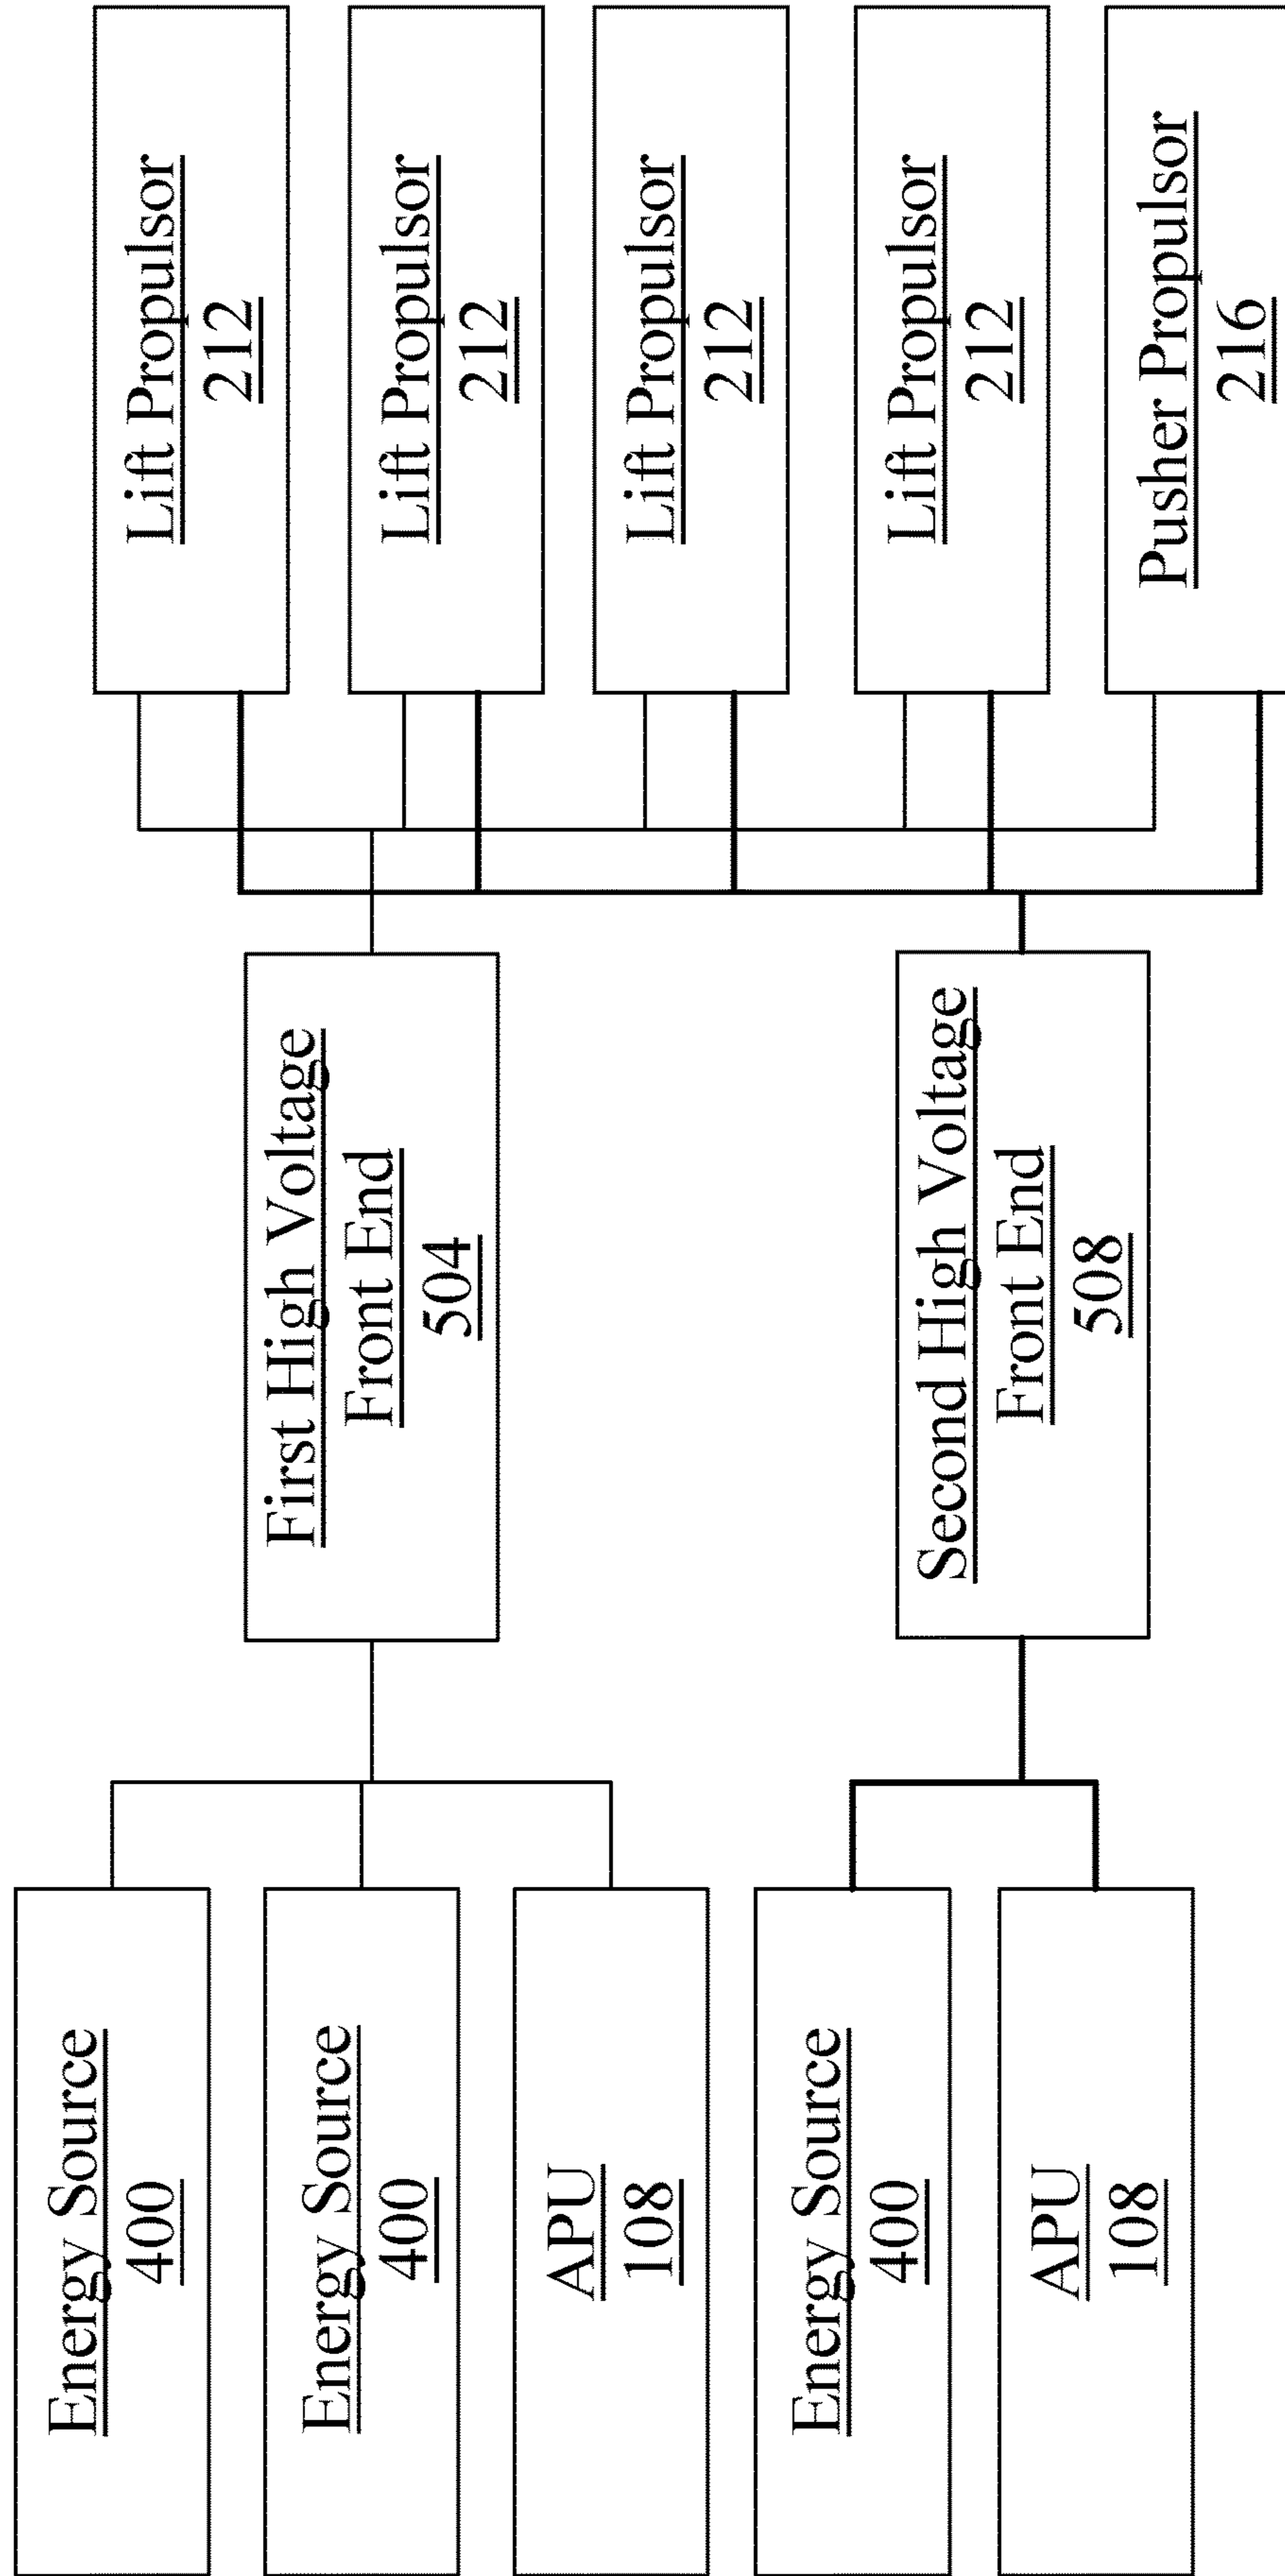 Energy Source
400
Energy Source
400
APU
108
Energy Source
400
APU
108
First High Voltage
Front End
504
Second High Voltage
Front End
508
Lift Propulsor
212
Lift Propulsor
212
Lift Propulsor
212
Lift Propulsor
212
Pusher Propulsor
216